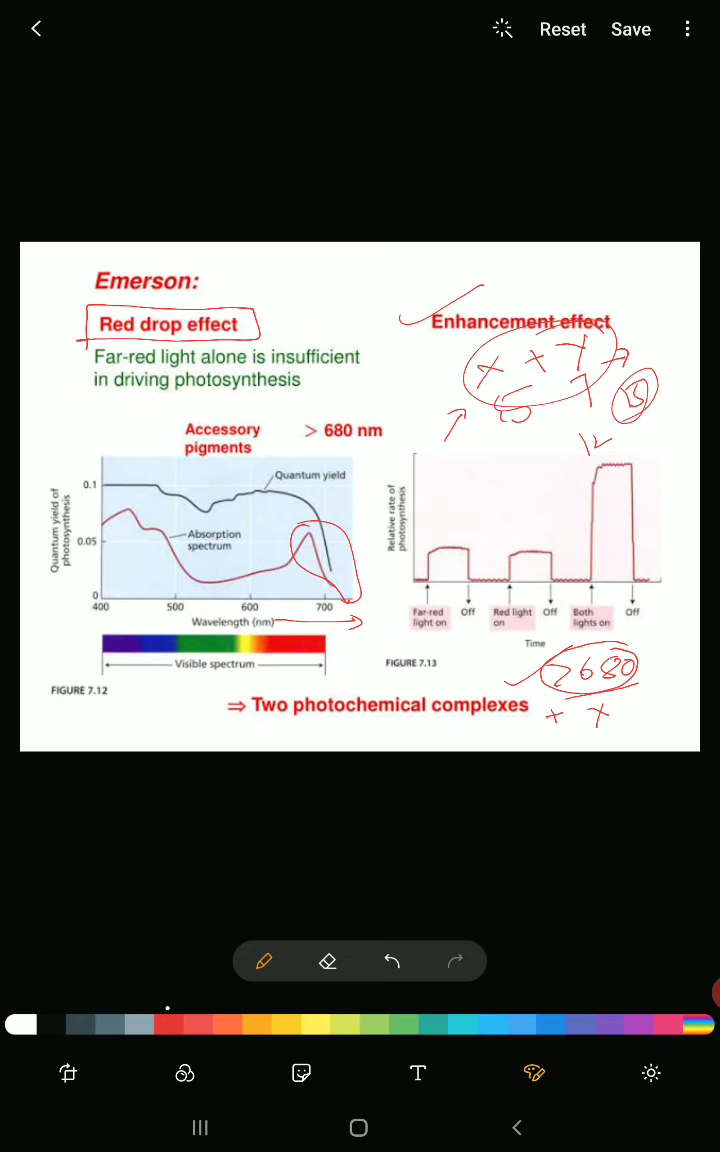 Reset Save
Emerson:
Red drop effect
Enhancement effect
Far-red light alone is insufficient
in driving photosynthesis
Accessory
pigments
> 680 nm
Quantum yield of
photosynthesis
0.1
0.05
0
Quantum yield
Absorption
spectrum
400 500 600 700
Wavelength (nm)
Visible spectrum
FIGURE 7.12
Relative rate of
photosynthesis
Far-red
light on
Off
Red light
on
Off
Both
lights on
Off
Time
FIGURE 7.13
⇒ Two photochemical complexes